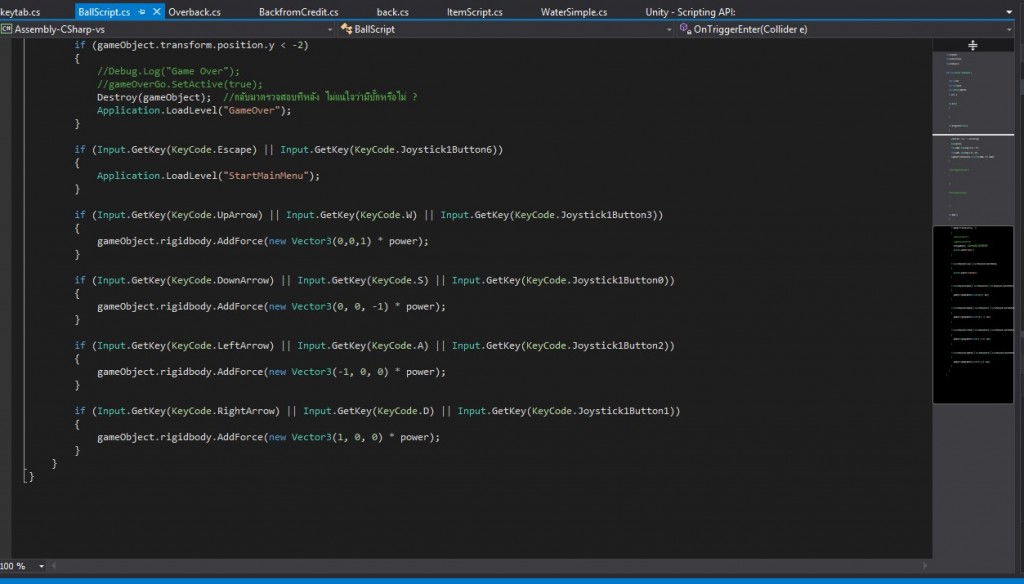 keytab.cs BallScript.cs Overback.cs BackfromCredit.cs back.cs ItemScript.cs WaterSimple.cs Unity - Scripting API:
Assembly-CSharp-vs BallScript OnTriggerEnter(Collider e)
if (gameObject.transform.position.y < -2)
{
//Debug.Log("Game Over");
//gameOverGo.SetActive(true);
Destroy(gameObject); //กลับมาตรวจสอบทีหลัง ไม่แน่ใจว่ามีบั๊กหรือไม่ ?
Application.LoadLevel("GameOver");
}
if (Input.GetKey(KeyCode.Escape) || Input.GetKey(KeyCode.Joystick1Button6))
{
Application.LoadLevel("StartMainMenu");
}
if (Input.GetKey(KeyCode.UpArrow) || Input.GetKey(KeyCode.W) || Input.GetKey(KeyCode.Joystick1Button3))
{
gameObject.rigidbody.AddForce(new Vector3(0,0,1) * power);
}
if (Input.GetKey(KeyCode.DownArrow) || Input.GetKey(KeyCode.S) || Input.GetKey(KeyCode.Joystick1Button0))
{
gameObject.rigidbody.AddForce(new Vector3(0, 0, -1) * power);
}
if (Input.GetKey(KeyCode.LeftArrow) || Input.GetKey(KeyCode.A) || Input.GetKey(KeyCode.Joystick1Button2))
{
gameObject.rigidbody.AddForce(new Vector3(-1, 0, 0) * power);
}
if (Input.GetKey(KeyCode.RightArrow) || Input.GetKey(KeyCode.D) || Input.GetKey(KeyCode.Joystick1Button1))
{
gameObject.rigidbody.AddForce(new Vector3(1, 0, 0) * power);
}
}
}
100 %